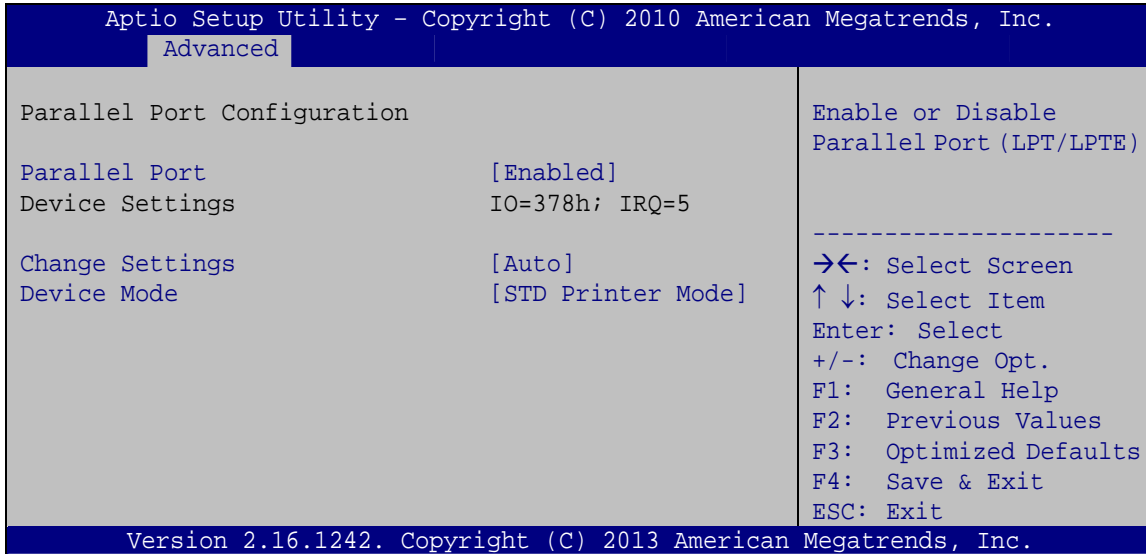 Aptio Setup Utility – Copyright (C) 2010 American Megatrends, Inc.
Advanced
Parallel Port Configuration
Parallel Port [Enabled]
Device Settings IO=378h; IRQ=5
Change Settings [Auto]
Device Mode [STD Printer Mode]
Enable or Disable
Parallel Port (LPT/LPTE)
---------------------
→←: Select Screen
↑ ↓: Select Item
Enter: Select
+/-: Change Opt.
F1: General Help
F2: Previous Values
F3: Optimized Defaults
F4: Save & Exit
ESC: Exit
Version 2.16.1242. Copyright (C) 2013 American Megatrends, Inc.